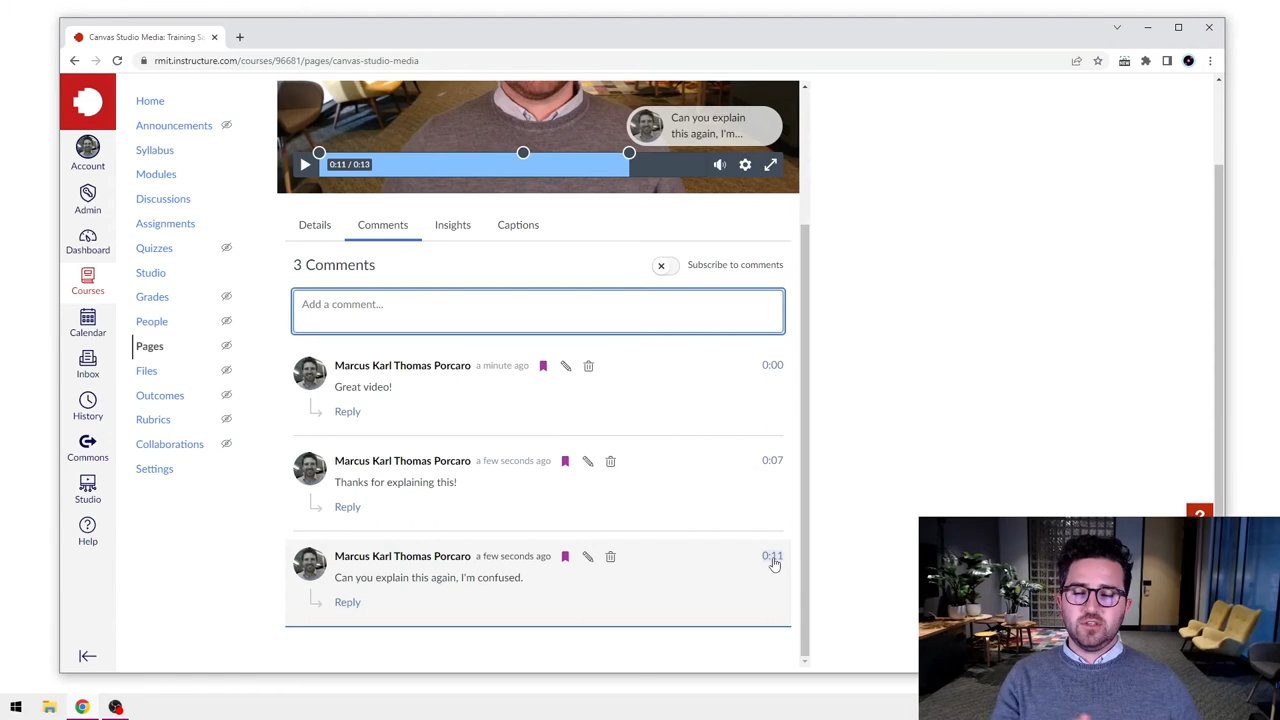 Canvas Studio Media: Training Sa
rmit.instructure.com/courses/96681/pages/canvas-studio-media
Account
Admin
Dashboard
Courses
Calendar
Inbox
History
Commons
Studio
Help
Home
Announcements
Syllabus
Modules
Discussions
Assignments
Quizzes
Studio
Grades
People
Pages
Files
Outcomes
Rubrics
Collaborations
Settings
Can you explain
this again, I'm...
0:11 / 0:13
Details Comments Insights Captions
3 Comments
Subscribe to comments
Add a comment...
Marcus Karl Thomas Porcaro a minute ago 0:00
Great video!
Reply
Marcus Karl Thomas Porcaro a few seconds ago 0:07
Thanks for explaining this!
Reply
Marcus Karl Thomas Porcaro a few seconds ago 0:11
Can you explain this again, I'm confused.
Reply